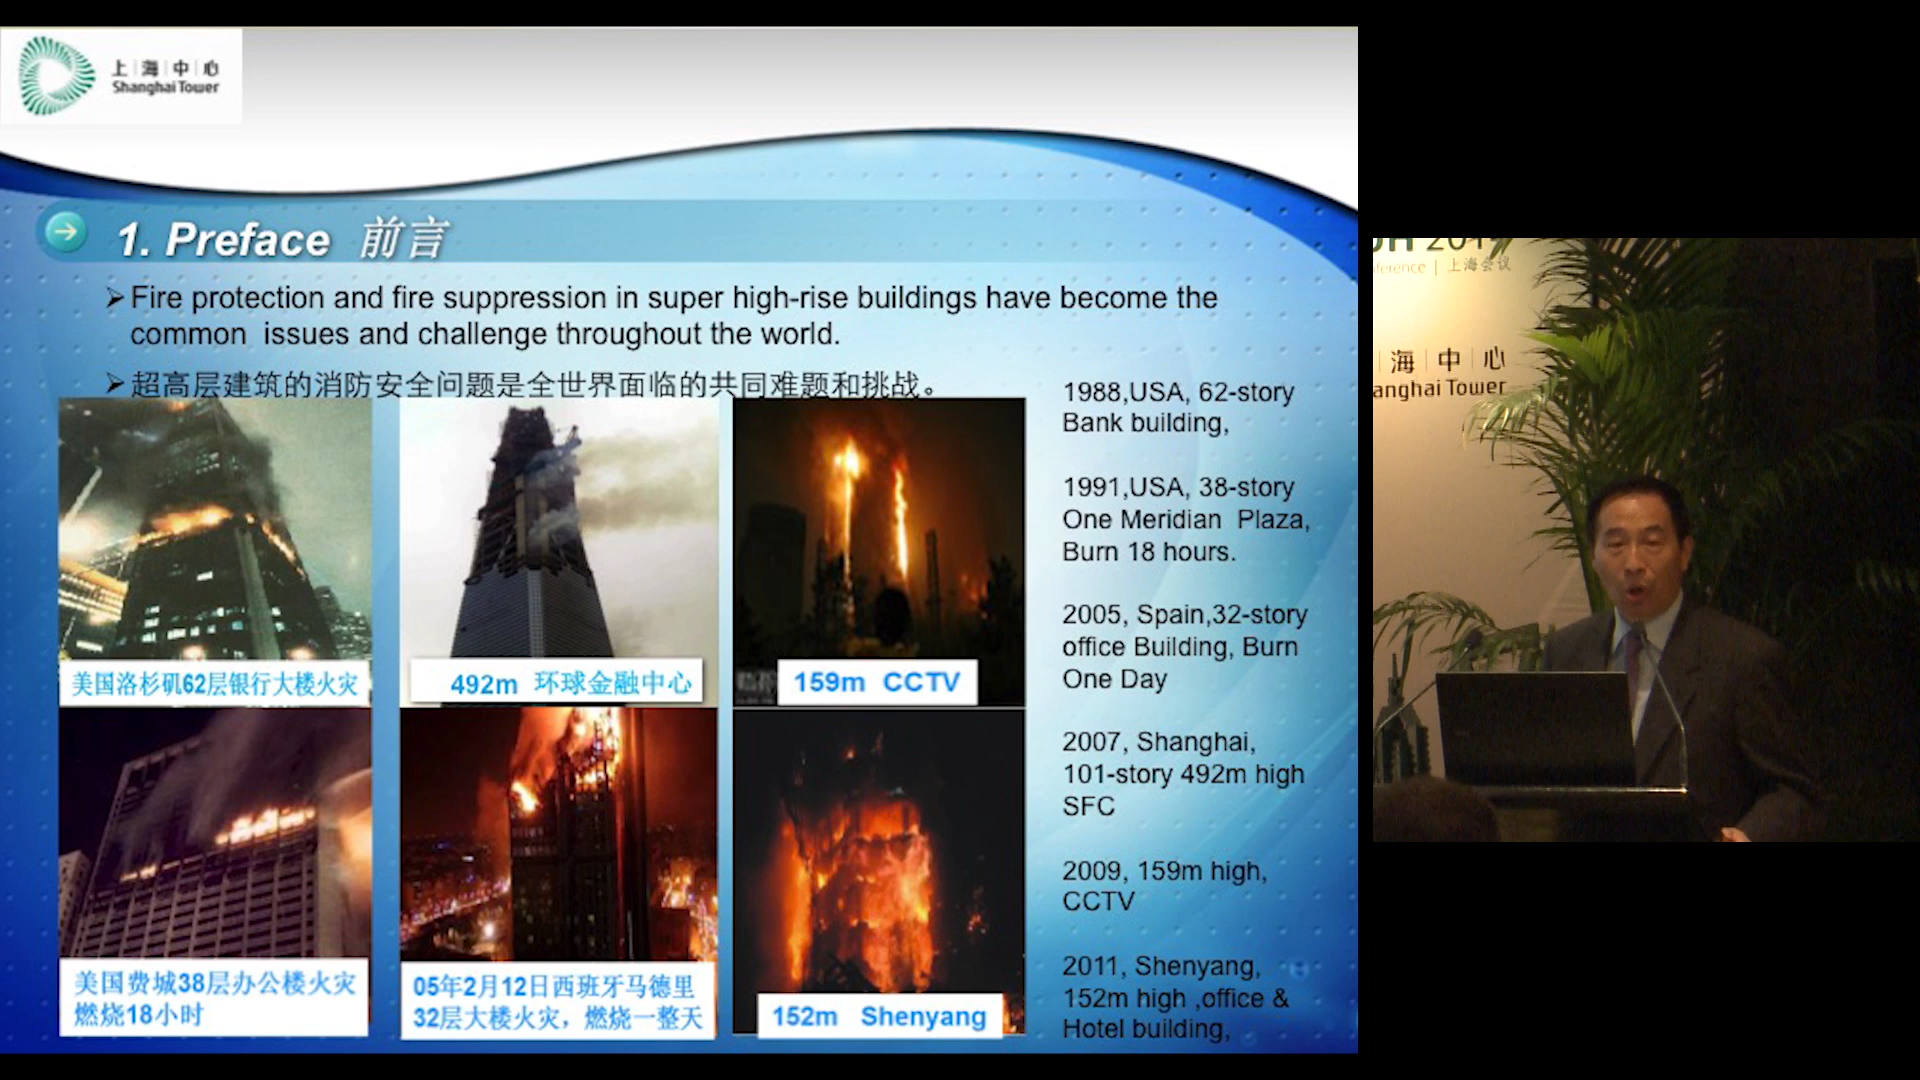 上海中心
Shanghai Tower
1. Preface 前言
➢Fire protection and fire suppression in super high-rise buildings have become the
common issues and challenge throughout the world.
➢超高层建筑的消防安全问题是全世界面临的共同难题和挑战。
美国洛杉矶62层银行大楼火灾
492m 环球金融中心
159m CCTV
美国费城38层办公楼火灾
燃烧18小时
05年2月12日西班牙马德里
32层大楼火灾，燃烧一整天
152m Shenyang
1988,USA, 62-story
Bank building,
1991,USA, 38-story
One Meridian Plaza,
Burn 18 hours.
2005, Spain,32-story
office Building, Burn
One Day
2007, Shanghai,
101-story 492m high
SFC
2009, 159m high,
CCTV
2011, Shenyang,
152m high ,office &
Hotel building,
ference | 上海会议
海中心
anghai Tower